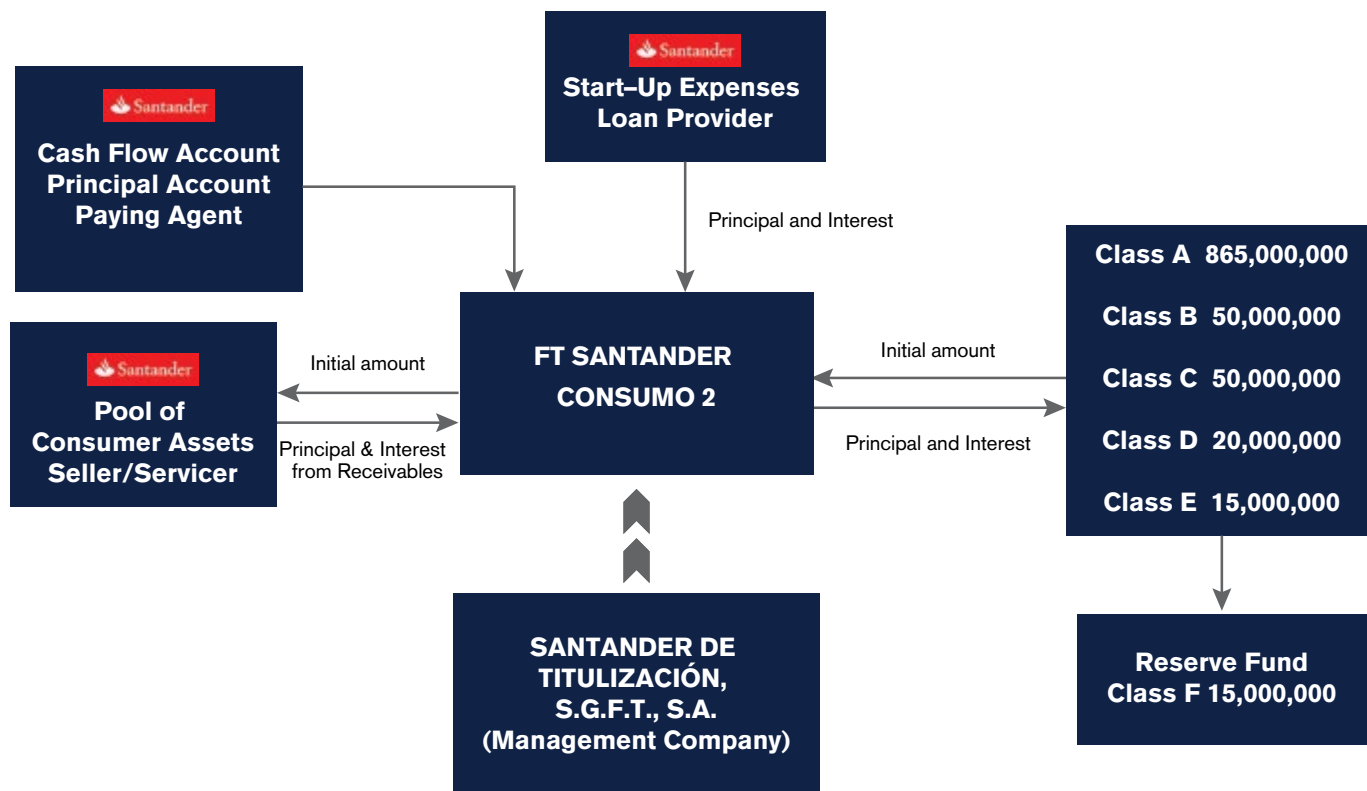 Santander
Start–Up Expenses
Loan Provider
Santander
Cash Flow Account
Principal Account
Paying Agent
Principal and Interest
Class A 865,000,000
Class B 50,000,000
Class C 50,000,000
Class D 20,000,000
Class E 15,000,000
Santander
Pool of
Consumer Assets
Seller/Servicer
Initial amount
Principal & Interest
from Receivables
FT SANTANDER
CONSUMO 2
Initial amount
Principal and Interest
SANTANDER DE
TITULIZACIÓN,
S.G.F.T., S.A.
(Management Company)
Reserve Fund
Class F 15,000,000